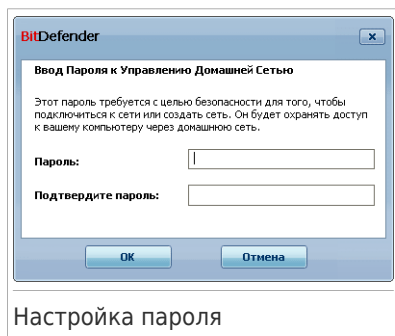 BitDefender
Ввод Пароля к Управлению Домашней Сетью
Этот пароль требуется с целью безопасности для того, чтобы
подключиться к сети или создать сеть. Он будет охранять доступ
к вашему компьютеру через домашнюю сеть.
Пароль:
Подтвердите пароль:
OK
Отмена
Настройка пароля